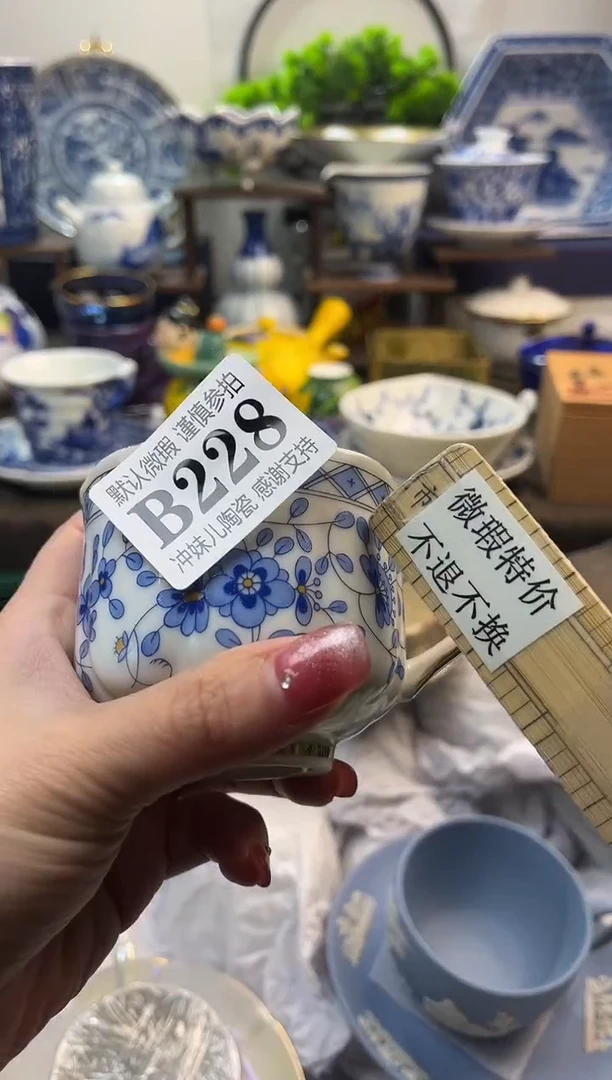 默认微瑕 谨慎参拍
B228
冲妹儿陶瓷 感谢支持
市
微瑕特价
不退不换